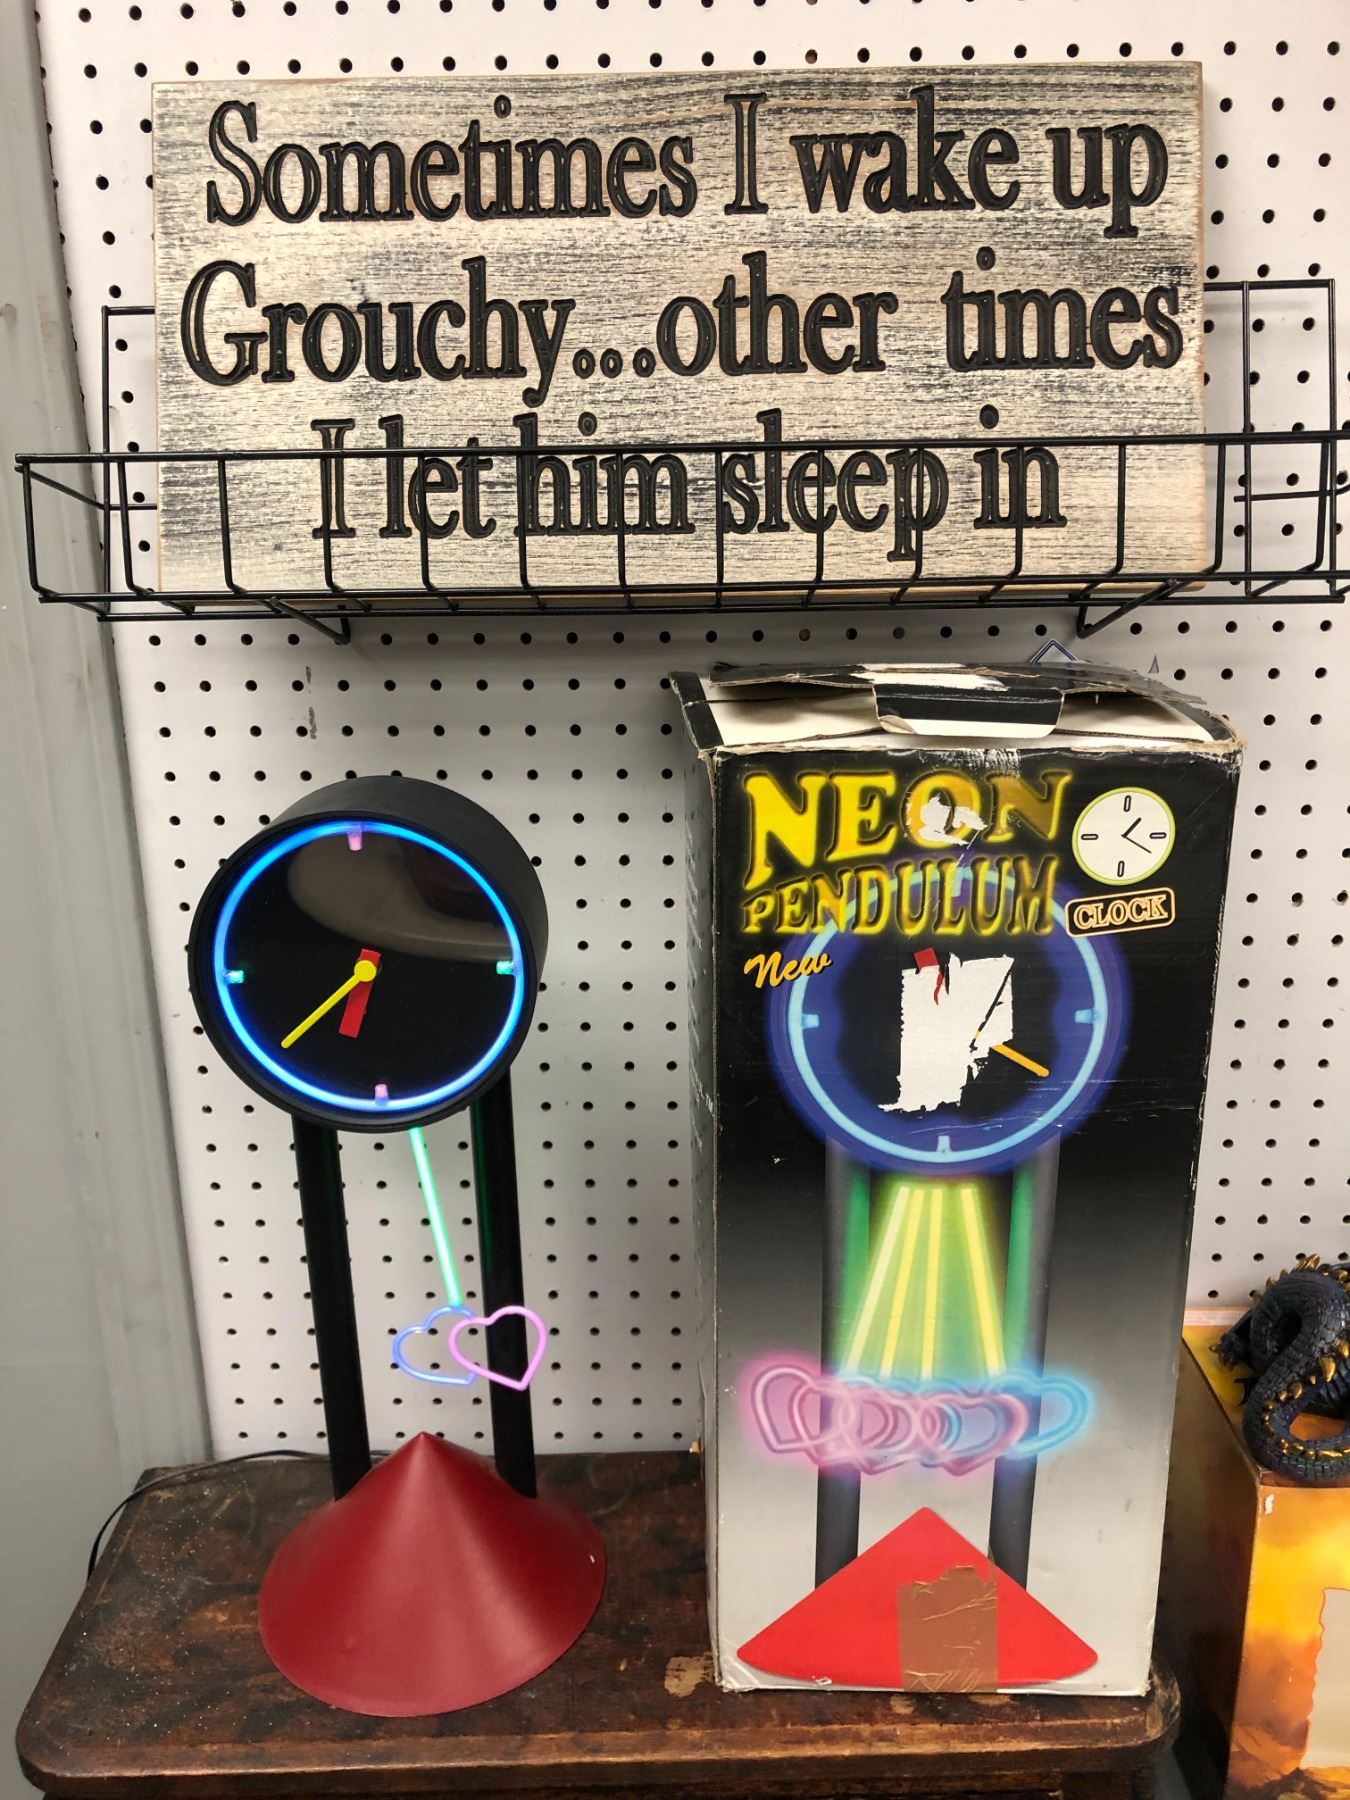 Sometimes I wake up
Grouchy...other times
I let him sleep in
NEON
PENDULUM
CLOCK
New